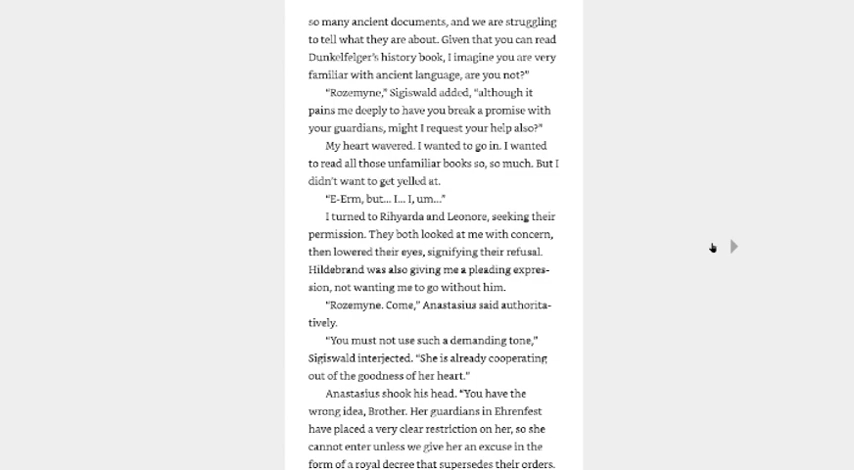 so many ancient documents, and we are struggling
to tell what they are about. Given that you can read
Dunkelfelger's history book, I imagine you are very
familiar with ancient language, are you not?"
"Rozemyne," Sigiswald added, "although it
pains me deeply to have you break a promise with
your guardians, might I request your help also?"
My heart wavered. I wanted to go in. I wanted
to read all those unfamiliar books so, so much. But I
didn't want to get yelled at.
"E-Erm, but... I... I, um..."
I turned to Rihyarda and Leonore, seeking their
permission. They both looked at me with concern,
then lowered their eyes, signifying their refusal.
Hildebrand was also giving me a pleading expres-
sion, not wanting me to go without him.
"Rozemyne. Come," Anastasius said authorita-
tively.
"You must not use such a demanding tone,"
Sigiswald interjected. "She is already cooperating
out of the goodness of her heart."
Anastasius shook his head. "You have the
wrong idea, Brother. Her guardians in Ehrenfest
have placed a very clear restriction on her, so she
cannot enter unless we give her an excuse in the
form of a royal decree that supersedes their orders.